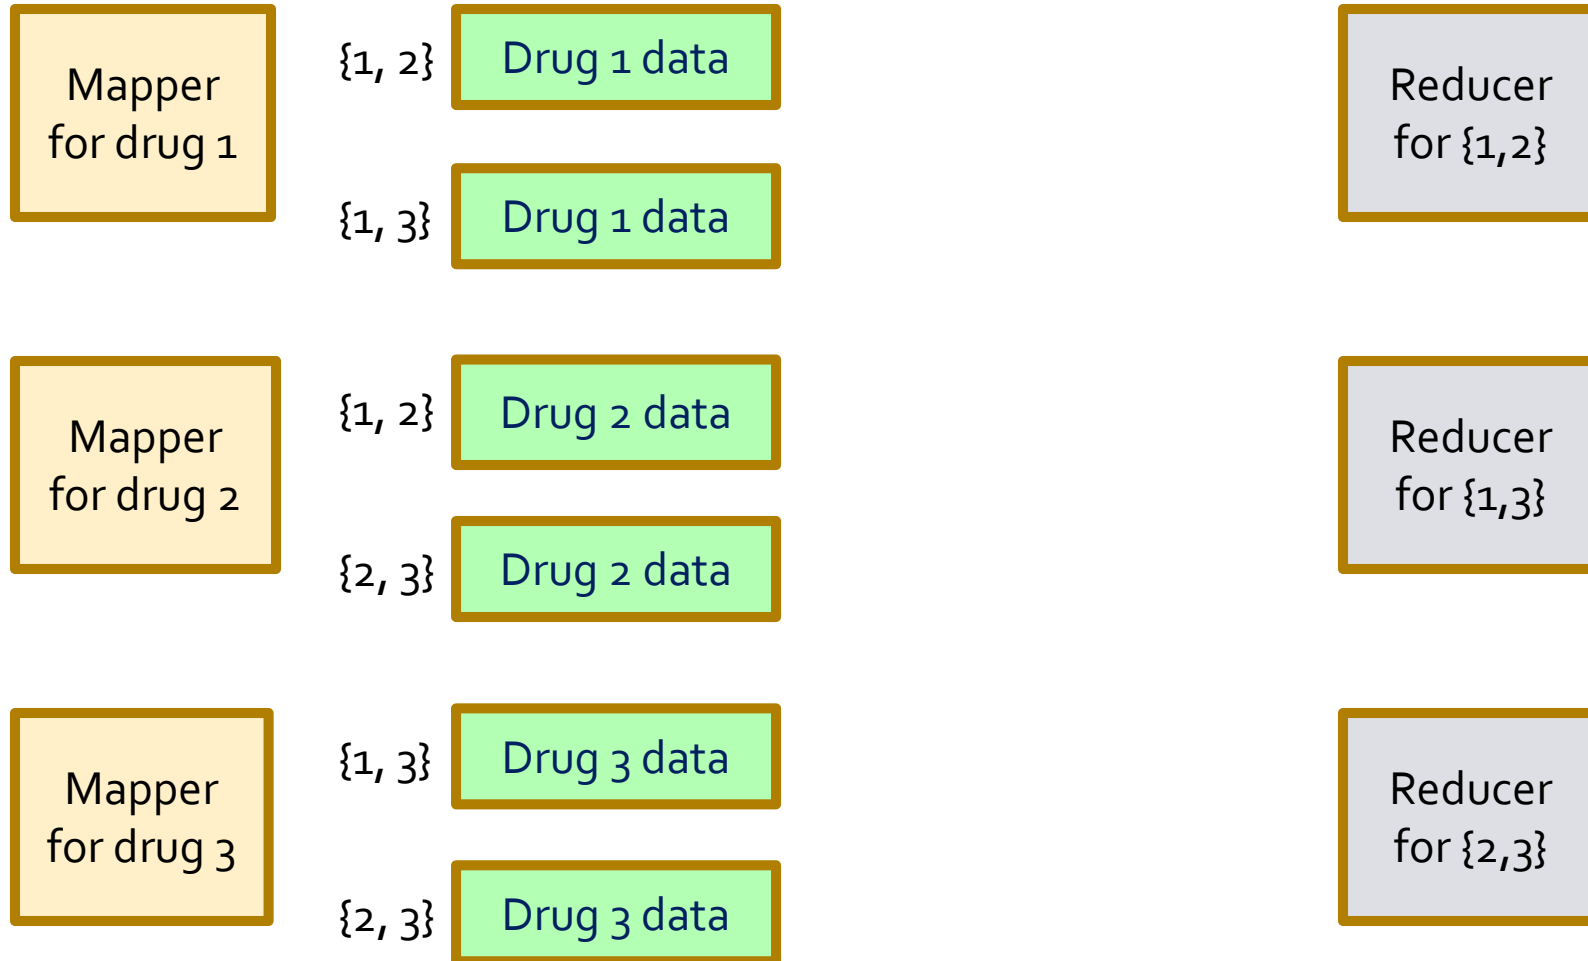 Mapper
for drug 1
{1, 2}
Drug 1 data
{1, 3}
Drug 1 data
Reducer
for {1,2}
Mapper
for drug 2
{1, 2}
Drug 2 data
{2, 3}
Drug 2 data
Reducer
for {1,3}
Mapper
for drug 3
{1, 3}
Drug 3 data
{2, 3}
Drug 3 data
Reducer
for {2,3}